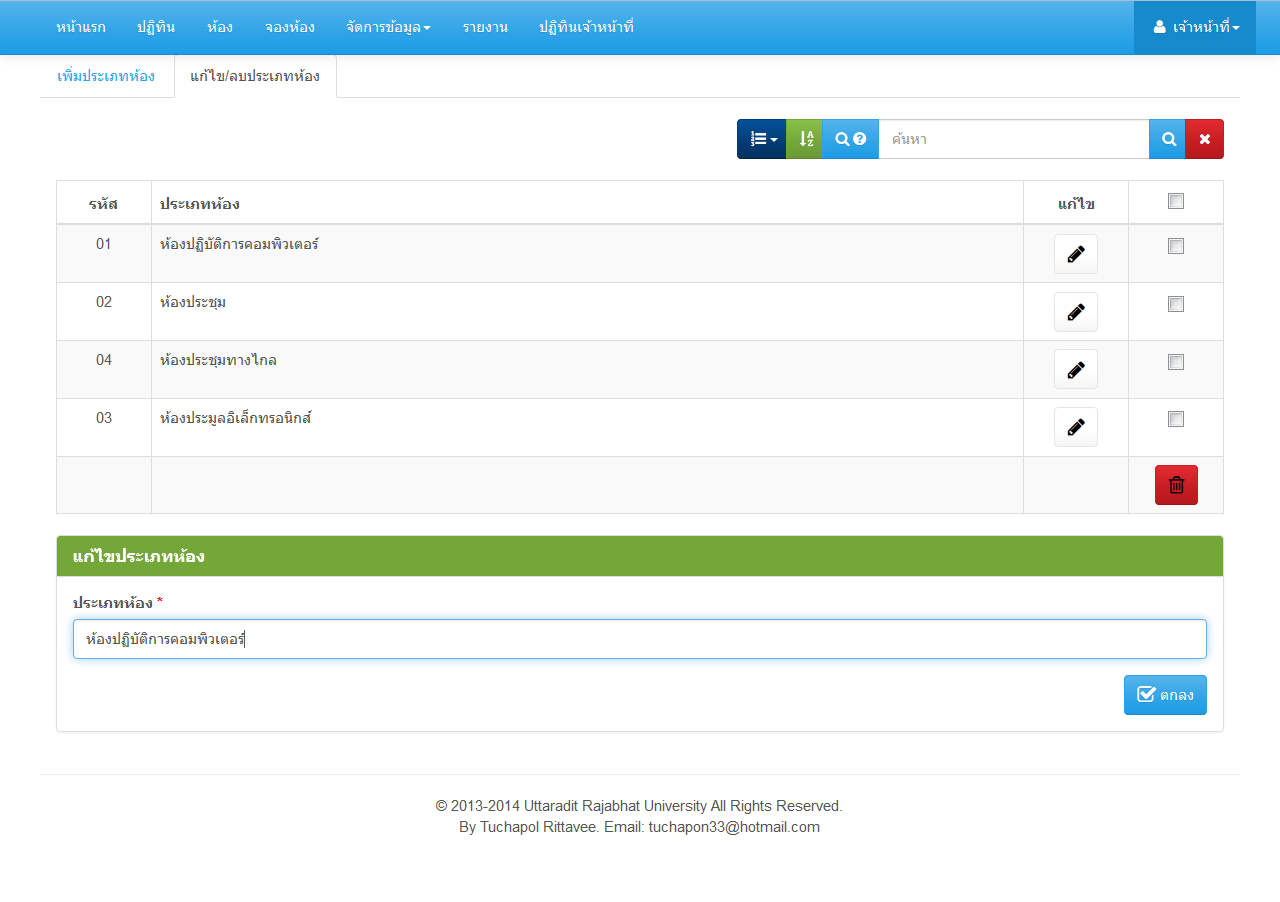 หน้าแรก ปฏิทิน ห้อง จองห้อง จัดการข้อมูล รายงาน ปฏิทินเจ้าหน้าที่ เจ้าหน้าที่
เพิ่มประเภทห้อง แก้ไข/ลบประเภทห้อง
ค้นหา
รหัส ประเภทห้อง แก้ไข
01 ห้องปฏิบัติการคอมพิวเตอร์
02 ห้องประชุม
04 ห้องประชุมทางไกล
03 ห้องประมูลอิเล็กทรอนิกส์
แก้ไขประเภทห้อง
ประเภทห้อง *
ห้องปฏิบัติการคอมพิวเตอร์
ตกลง
© 2013-2014 Uttaradit Rajabhat University All Rights Reserved.
By Tuchapol Rittavee. Email: tuchapon33@hotmail.com